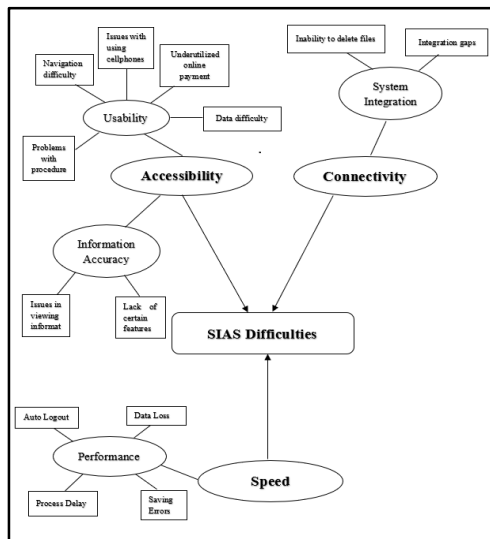 Inability to delete files
Integration gaps
System
Integration
Issues with
using
cellphones
Underutilized
online
payment
Navigation
difficulty
Usability
Data difficulty
Problems
with
procedure
Accessibility
Connectivity
Information
Accuracy
Issues in
viewing
informat
Lack of
certain
features
SIAS Difficulties
Auto Logout
Data Loss
Performance
Process Delay
Saving
Errors
Speed